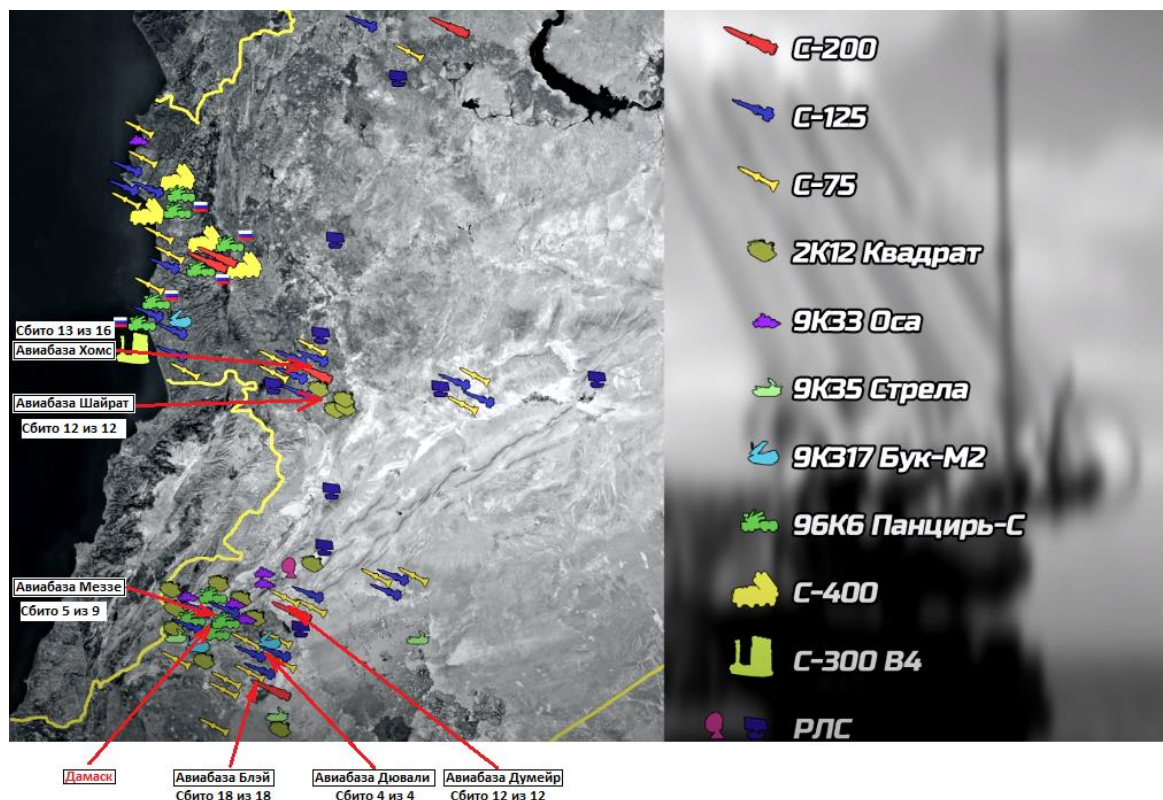 С-200
С-125
С-75
2К12 Квадрат
9К33 Оса
9К35 Стрела
9К317 Бук-М2
96К6 Панцирь-С
С-400
С-300 В4
РЛС
Сбито 13 из 16
Авиабаза Хомс
Авиабаза Шайрат
Сбито 12 из 12
Авиабаза Меззе
Сбито 5 из 9
Дамаск
Авиабаза Блэй
Сбито 18 из 18
Авиабаза Дювали
Сбито 4 из 4
Авиабаза Думейр
Сбито 12 из 12